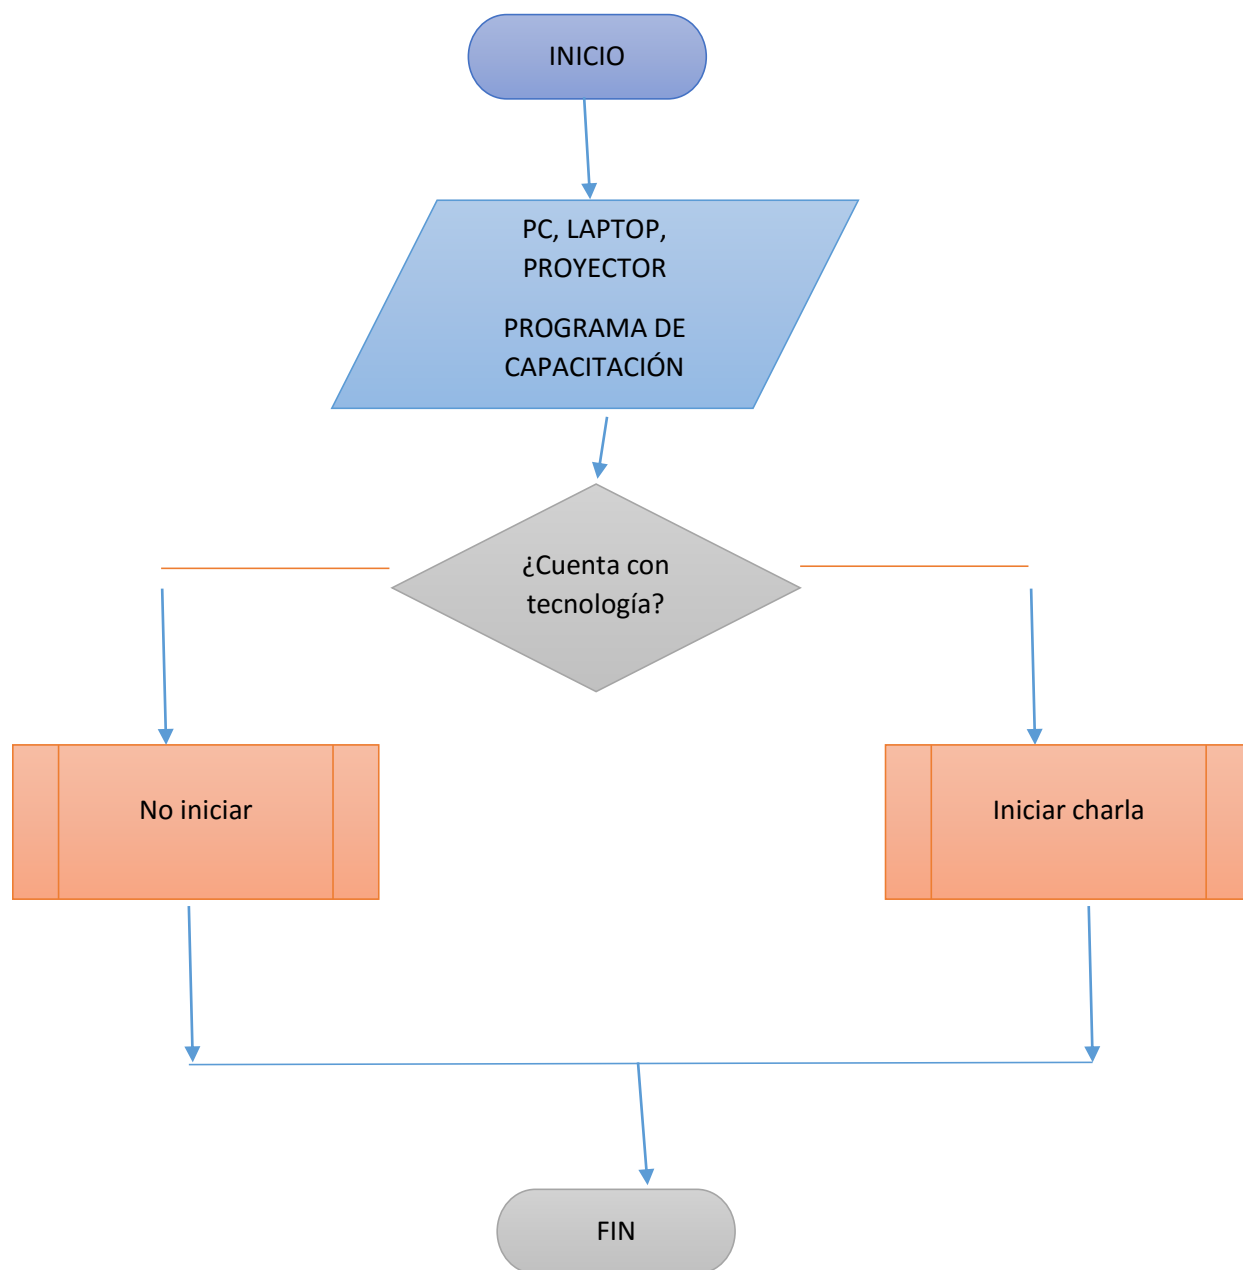 INICIO
PC, LAPTOP,
PROYECTOR
PROGRAMA DE
CAPACITACIÓN
¿Cuenta con
tecnología?
No iniciar
Iniciar charla
FIN